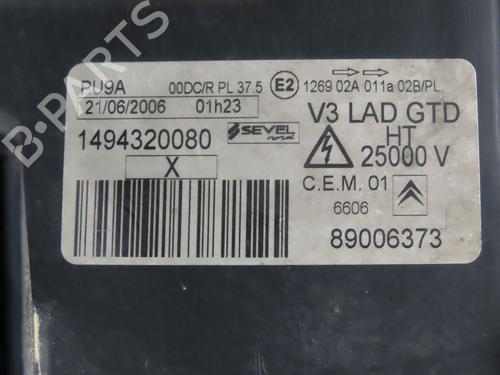 B-PARTS
PU9A 00DC/R PL 37.5 E2 1269 02A 011a 02B/PL
21/06/2006 01h23
1494320080 SEVEL nord V3 LAD GTD
HT
X 25000 V
C.E.M. 01
6606
89006373